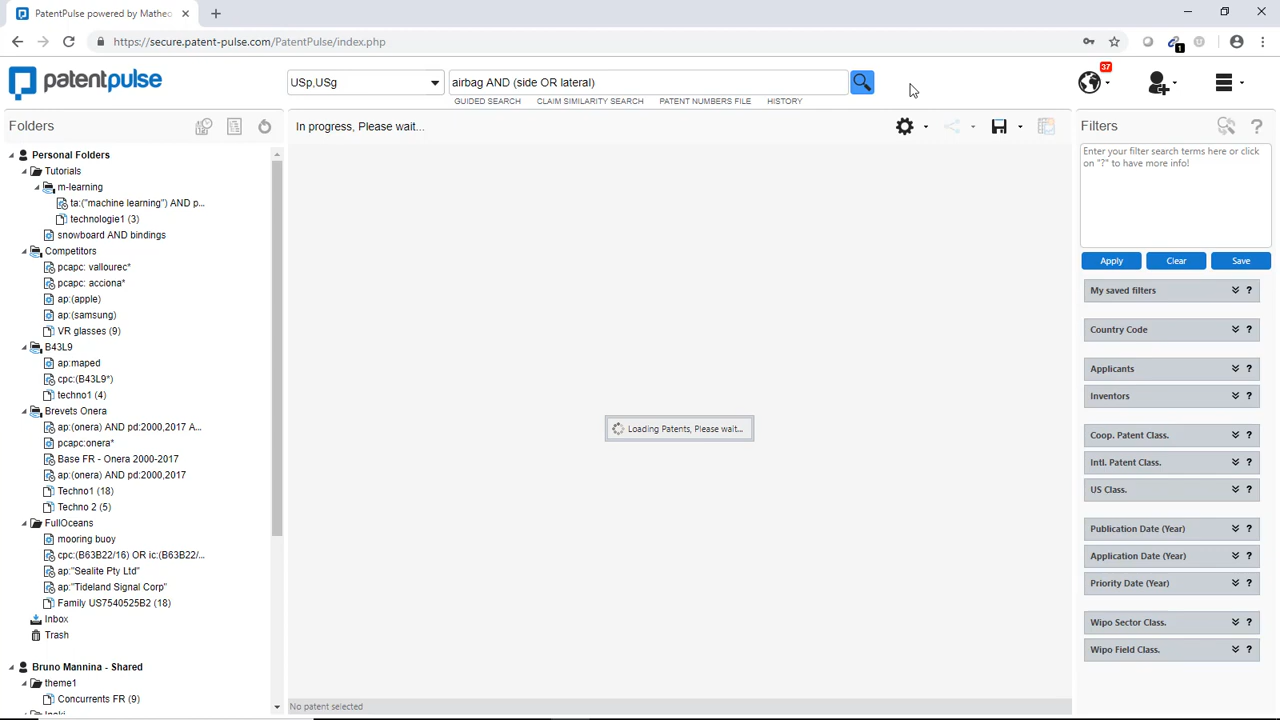 PatentPulse powered by Matheo
https://secure.patent-pulse.com/PatentPulse/index.php
1
patentpulse
USp,USg
airbag AND (side OR lateral)
GUIDED SEARCH
CLAIM SIMILARITY SEARCH
PATENT NUMBERS FILE
HISTORY
37
Folders
In progress, Please wait...
Filters
Personal Folders
Tutorials
m-learning
ta:("machine learning") AND p...
technologie1 (3)
snowboard AND bindings
Competitors
pcapc: vallourec*
pcapc: acciona*
ap:(apple)
ap:(samsung)
VR glasses (9)
B43L9
ap:maped
cpc:(B43L9*)
techno1 (4)
Brevets Onera
ap:(onera) AND pd:2000,2017 A...
pcapc:onera*
Base FR - Onera 2000-2017
ap:(onera) AND pd:2000,2017
Techno1 (18)
Techno 2 (5)
FullOceans
mooring buoy
cpc:(B63B22/16) OR ic:(B63B22/...
ap:"Sealite Pty Ltd"
ap:"Tideland Signal Corp"
Family US7540525B2 (18)
Inbox
Trash
Bruno Mannina - Shared
theme1
Concurrents FR (9)
Loading Patents, Please wait...
No patent selected
Enter your filter search terms here or click
on "?" to have more info!
Apply
Clear
Save
My saved filters ?
Country Code ?
Applicants ?
Inventors ?
Coop. Patent Class. ?
Intl. Patent Class. ?
US Class. ?
Publication Date (Year) ?
Application Date (Year) ?
Priority Date (Year) ?
Wipo Sector Class. ?
Wipo Field Class. ?